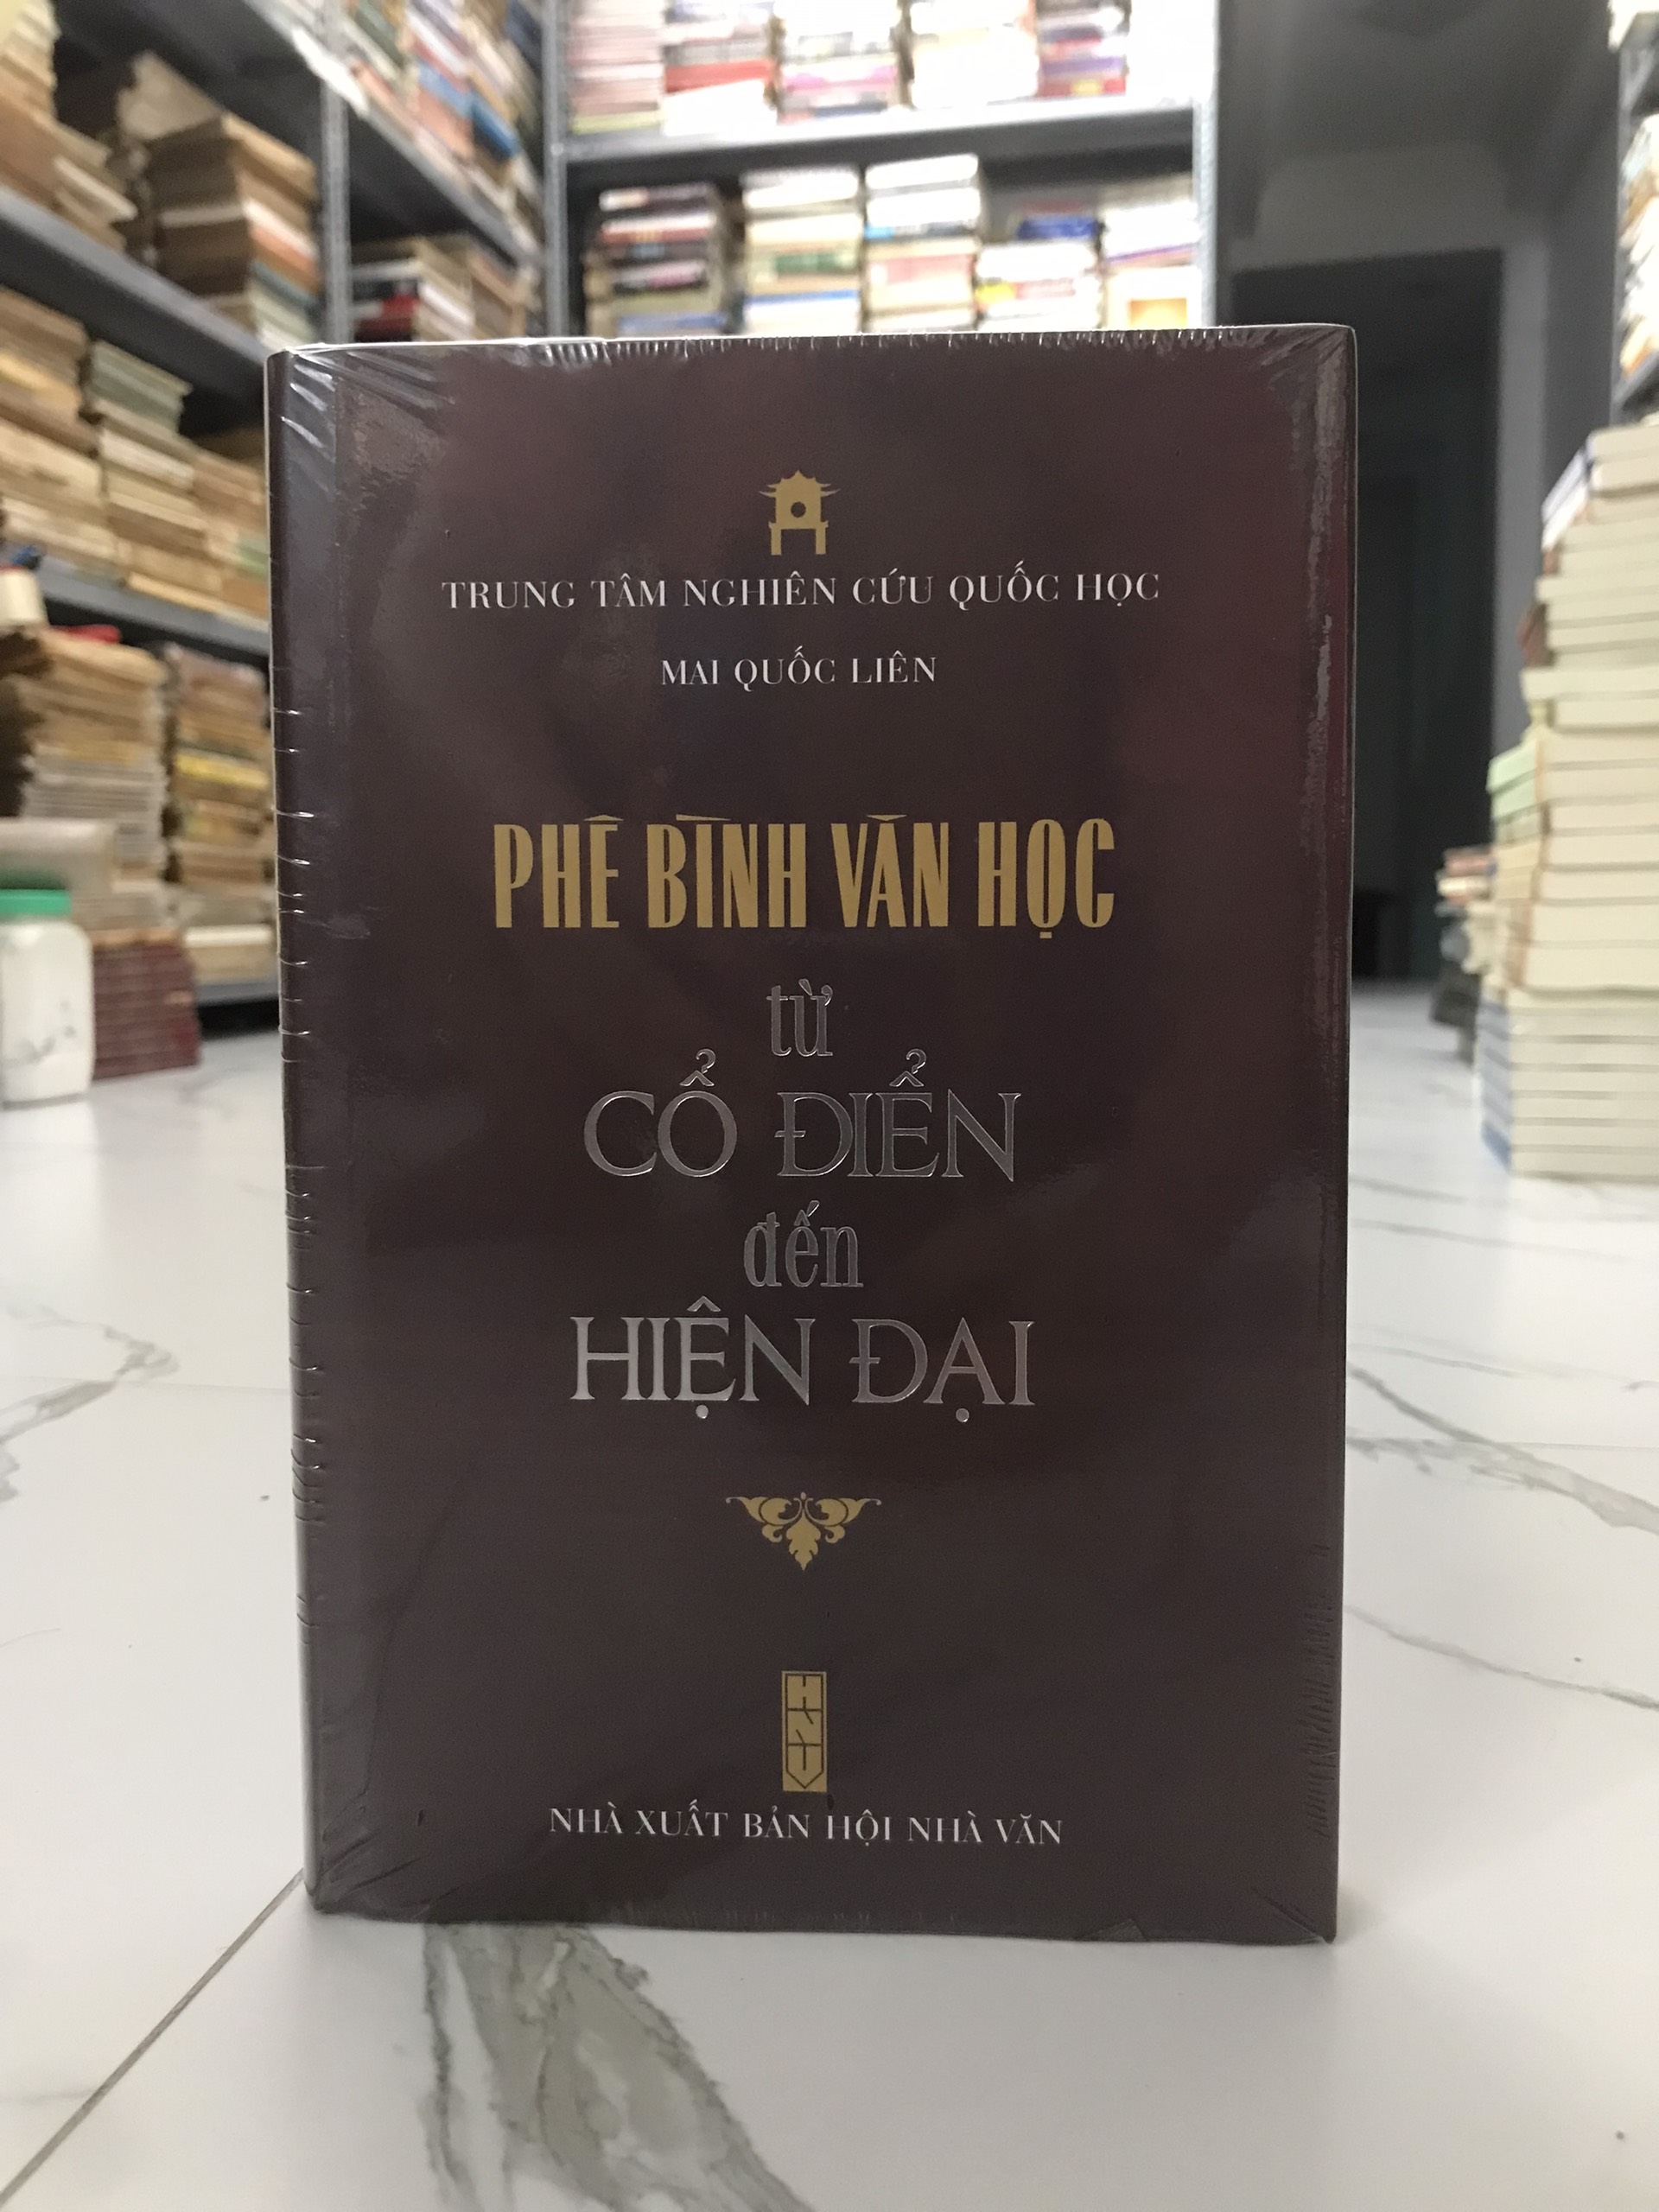 TRUNG TÂM NGHIÊN CỨU QUỐC HỌC
MAI QUỐC LIÊN
PHÊ BÌNH VĂN HỌC
từ
CỔ ĐIỂN
đến
HIỆN ĐẠI
NHÀ XUẤT BẢN HỘI NHÀ VĂN